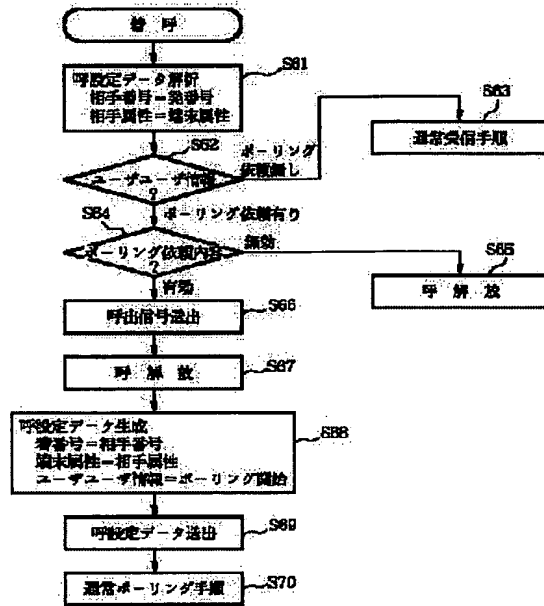 着 呼
呼設定データ解析
相手番号=発番号
相手属性=端末属性
S61
S62
ユーザユーザ情報
?
ポーリング
依頼無し
S63
通常受信手順
ポーリング依頼有り
S64
ポーリング依頼内容
?
無効
S65
呼 解 放
有効
呼出信号送出
S66
呼 解 放
S67
呼設定データ生成
着番号=相手番号
端末属性=相手属性
ユーザユーザ情報=ポーリング開始
S68
呼設定データ送出
S69
通常ポーリング手順
S70